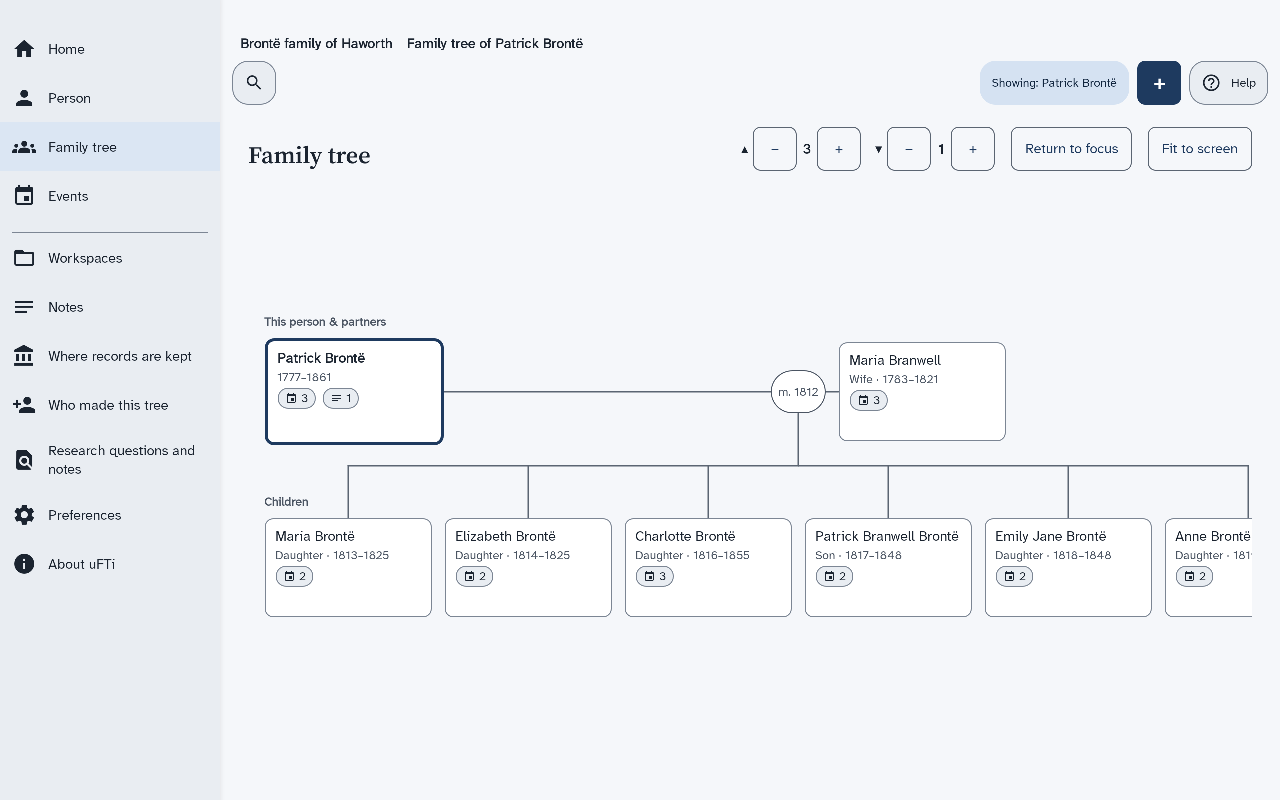 Home
Person
Family tree
Events
Workspaces
Notes
Where records are kept
Who made this tree
Research questions and
notes
Preferences
About uFTi
Brontë family of Haworth Family tree of Patrick Brontë
Showing: Patrick Brontë
+
Help
Family tree
▲ − 3 + ▼ − 1 + Return to focus Fit to screen
This person & partners
Patrick Brontë
1777–1861
3 1
m. 1812
Maria Branwell
Wife · 1783–1821
3
Children
Maria Brontë
Daughter · 1813–1825
2
Elizabeth Brontë
Daughter · 1814–1825
2
Charlotte Brontë
Daughter · 1816–1855
3
Patrick Branwell Brontë
Son · 1817–1848
2
Emily Jane Brontë
Daughter · 1818–1848
2
Anne Brontë
Daughter ·
2